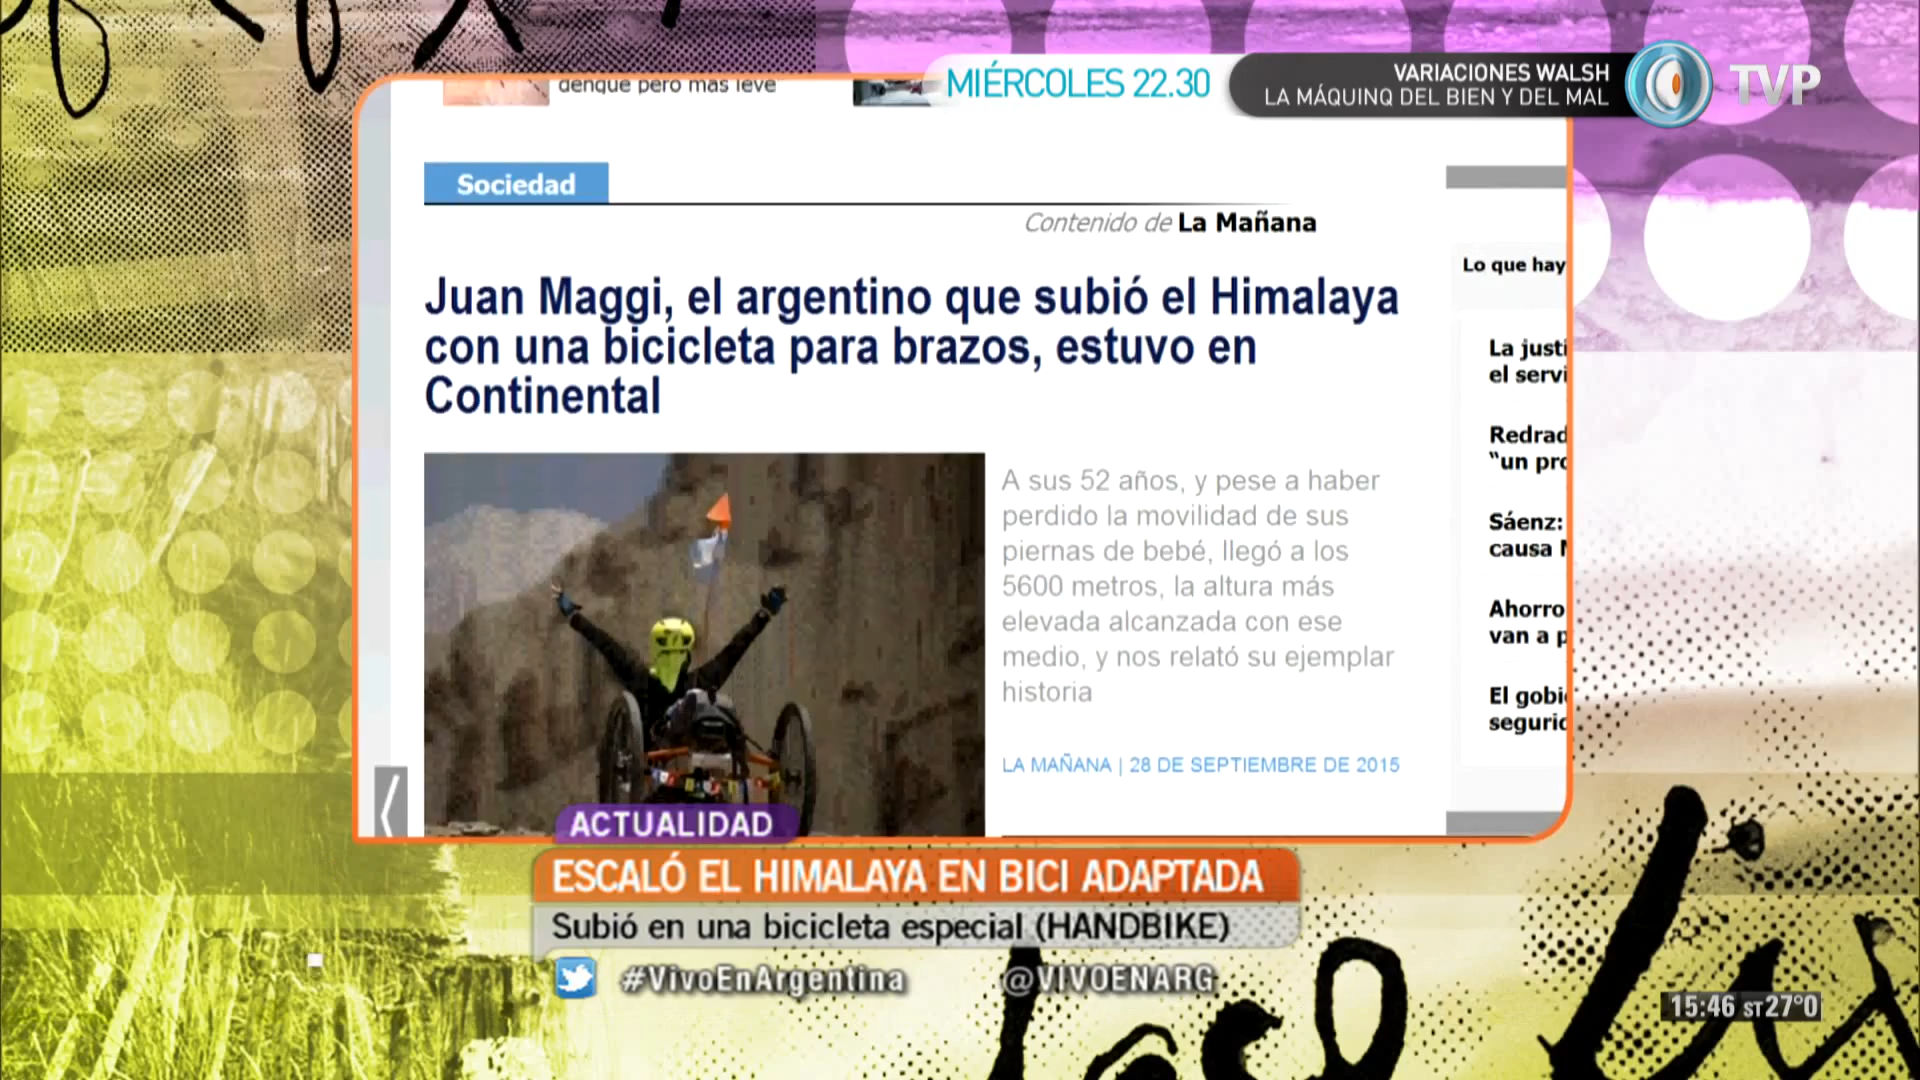 dengue pero más leve
MIÉRCOLES 22.30
VARIACIONES WALSH
LA MÁQUINQ DEL BIEN Y DEL MAL
TVP
Sociedad
Contenido de La Mañana
Juan Maggi, el argentino que subió el Himalaya
con una bicicleta para brazos, estuvo en
Continental
A sus 52 años, y pese a haber
perdido la movilidad de sus
piernas de bebé, llegó a los
5600 metros, la altura más
elevada alcanzada con ese
medio, y nos relató su ejemplar
historia
LA MAÑANA | 28 DE SEPTIEMBRE DE 2015
Lo que hay
La justi
el servi
Redrad
"un pro
Sáenz:
causa
Ahorro
van a p
El gobi
seguri
ACTUALIDAD
ESCALÓ EL HIMALAYA EN BICI ADAPTADA
Subió en una bicicleta especial (HANDBIKE)
#VivoEnArgentina @VIVOENARG
15:46 ST27°0